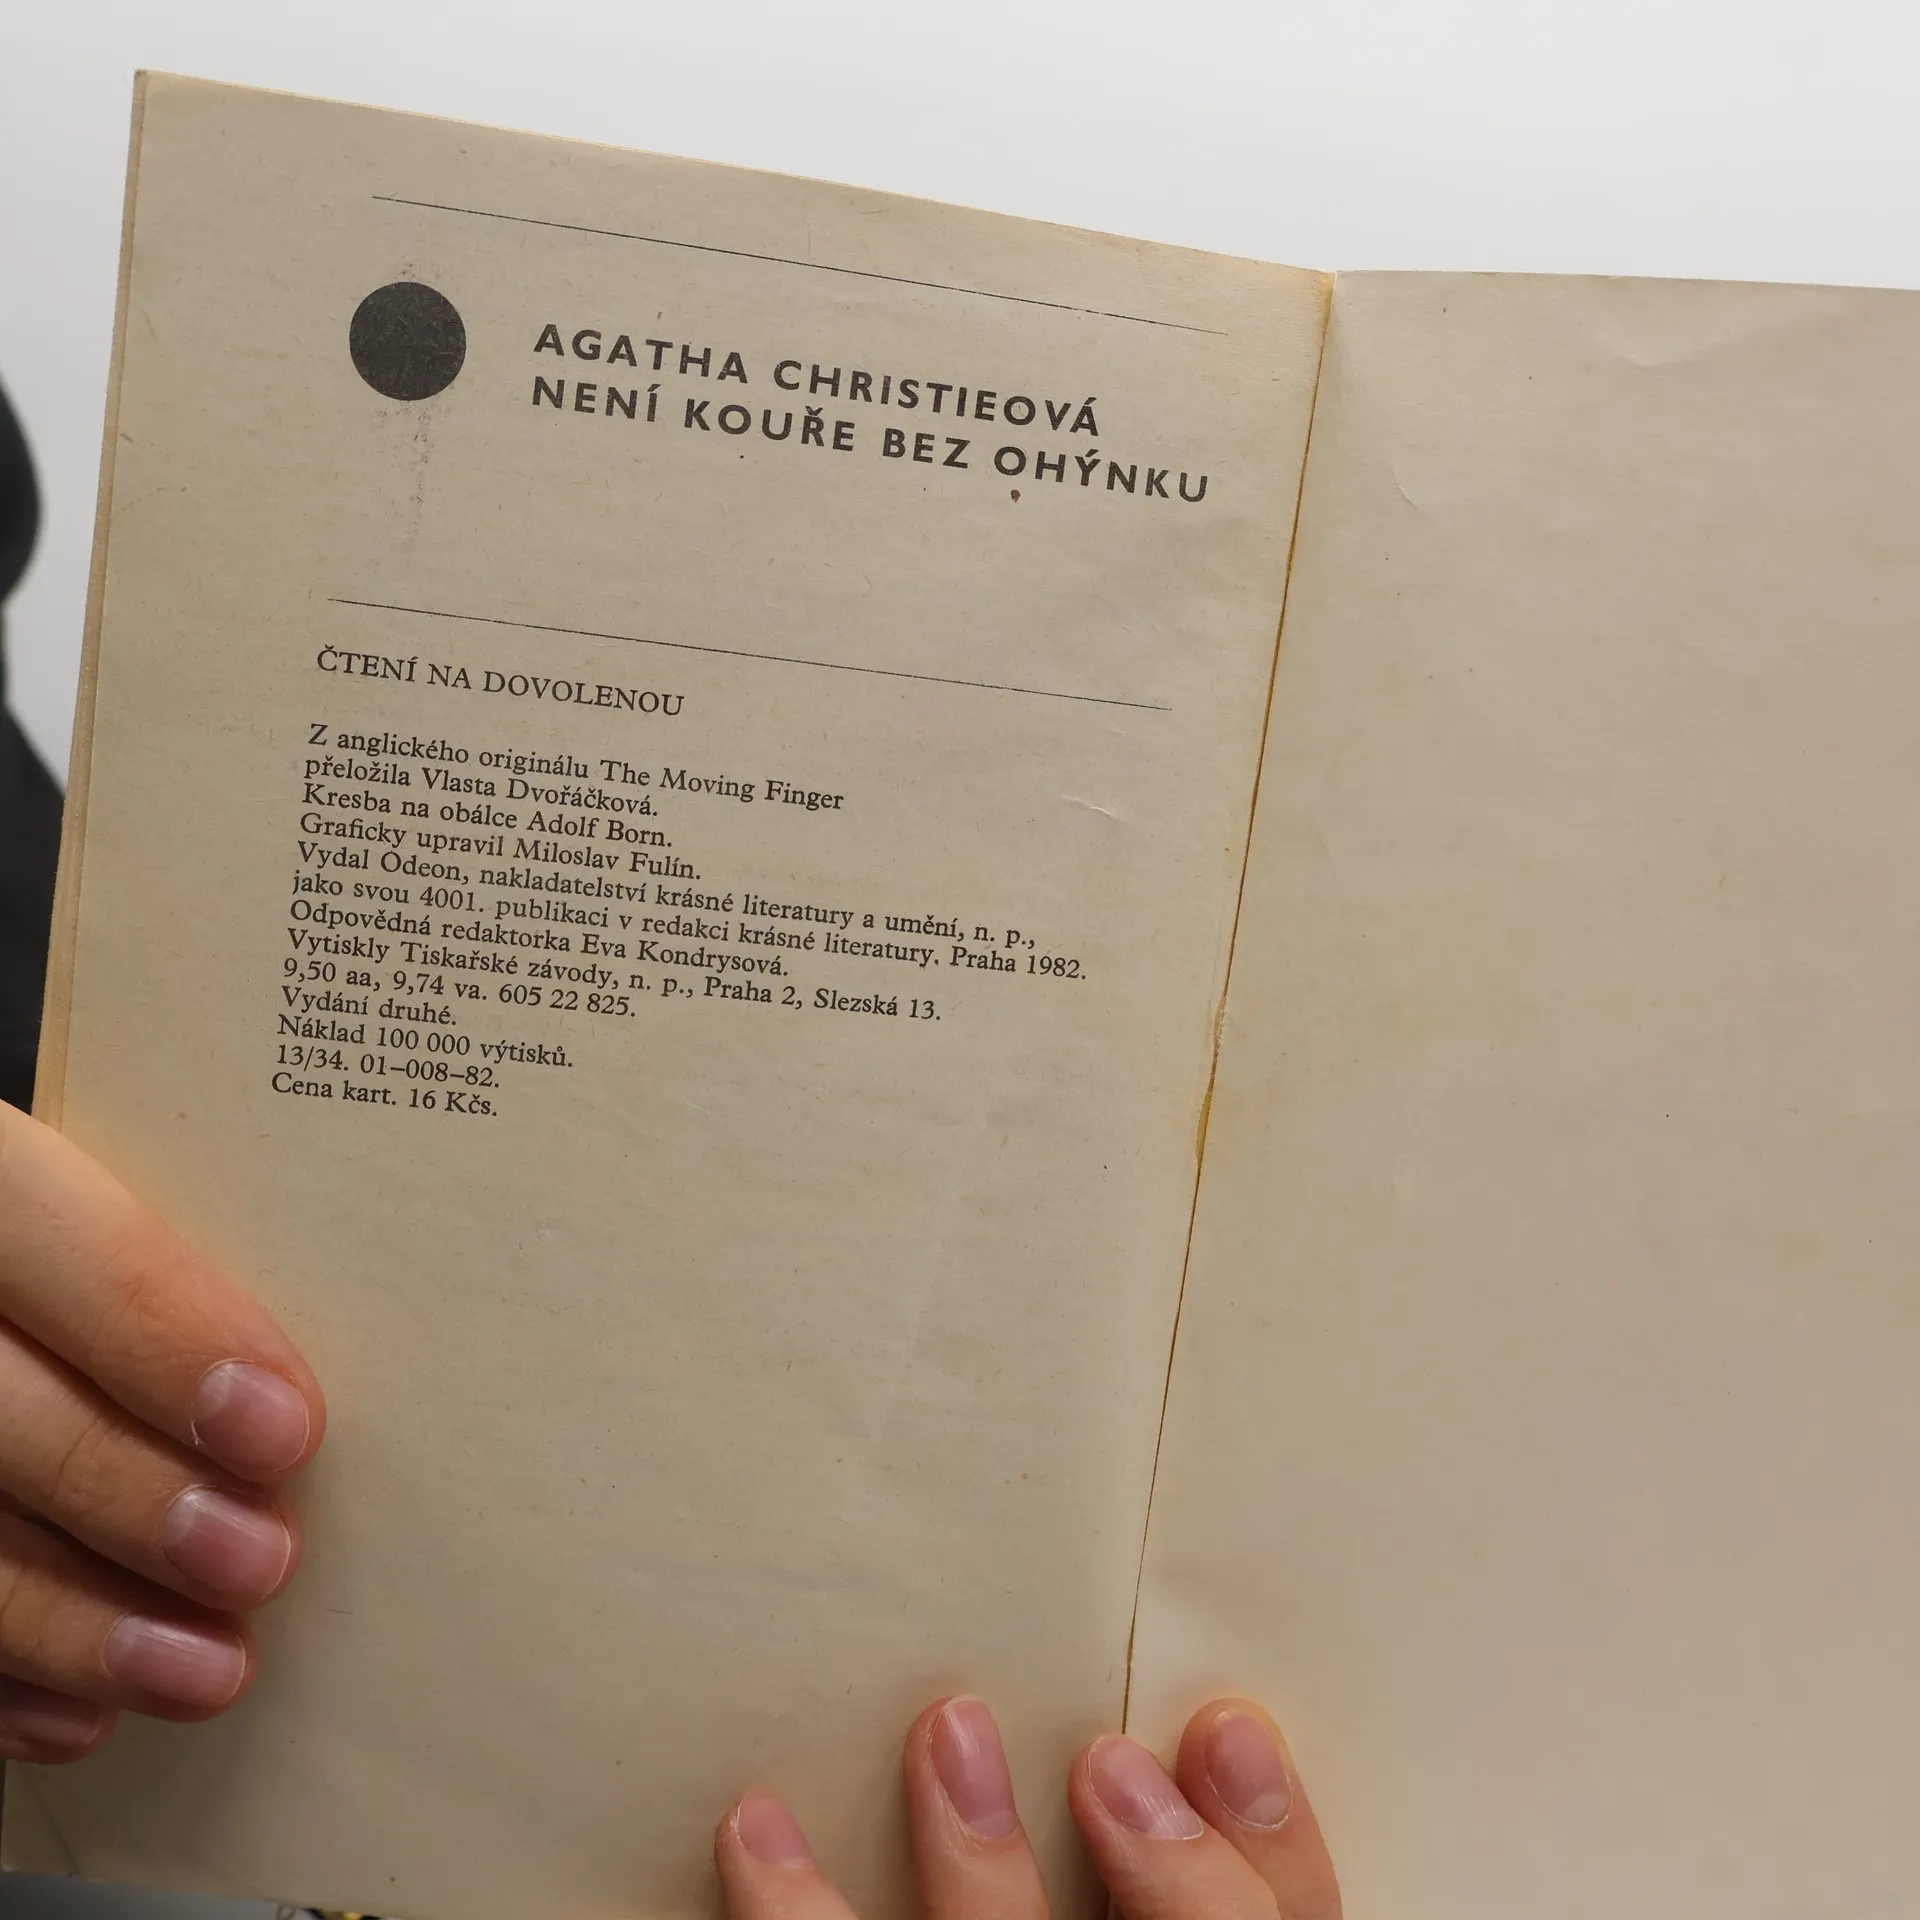 AGATHA CHRISTIEOVÁ
NENÍ KOUŘE BEZ OHÝNKU
ČTENÍ NA DOVOLENOU
Z anglického originálu The Moving Finger
přeložila Vlasta Dvořáčková.
Kresba na obálce Adolf Born.
Graficky upravil Miloslav Fulín.
Vydal Odeon, nakladatelství krásné literatury a umění, n. p.,
jako svou 4001. publikaci v redakci krásné literatury. Praha 1982.
Odpovědná redaktorka Eva Kondrysová.
Vytiskly Tiskařské závody, n. p., Praha 2, Slezská 13.
9,50 aa, 9,74 va. 605 22 825.
Vydání druhé.
Náklad 100 000 výtisků.
13/34. 01–008–82.
Cena kart. 16 Kčs.